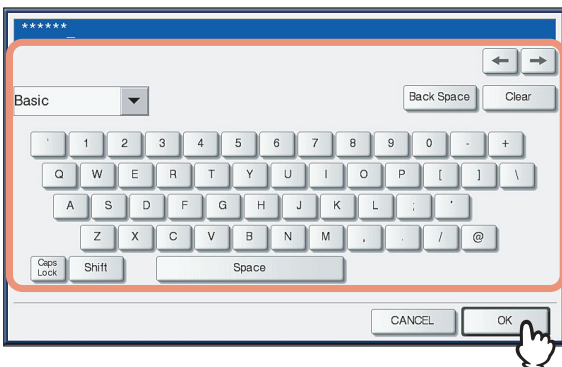 ******_
← →
Basic Back Space Clear
' 1 2 3 4 5 6 7 8 9 0 - +
Q W E R T Y U I O P [ ] \
A S D F G H J K L ; '
Z X C V B N M , . / @
Caps Lock Shift Space
CANCEL OK